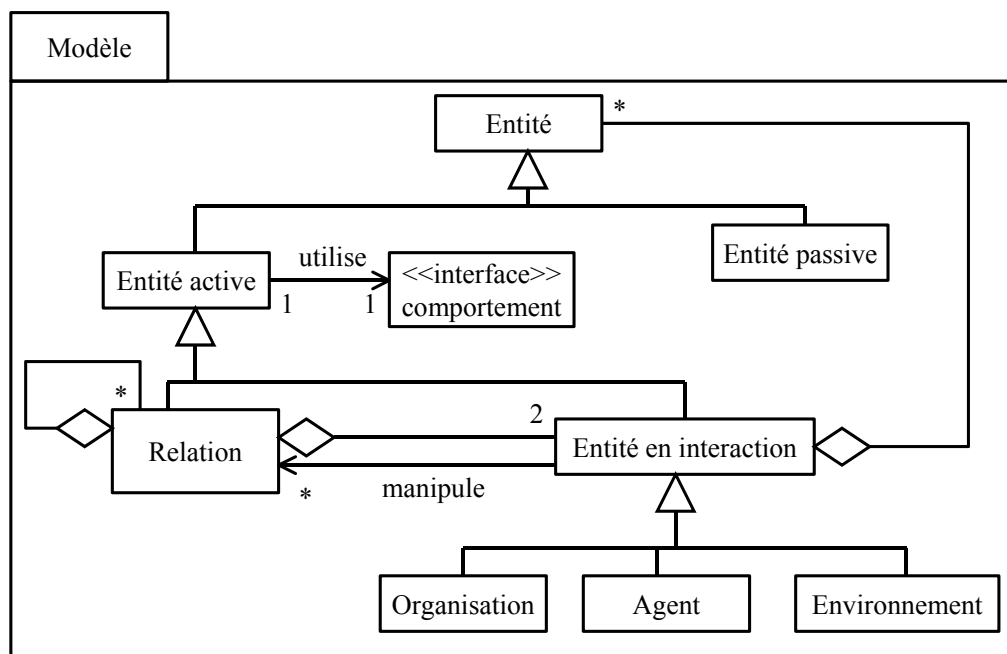 Modèle
*
Entité
Entité passive
utilise
Entité active
1
1
<<interface>>
comportement
*
2
Relation
Entité en interaction
*
manipule
Organisation
Agent
Environnement